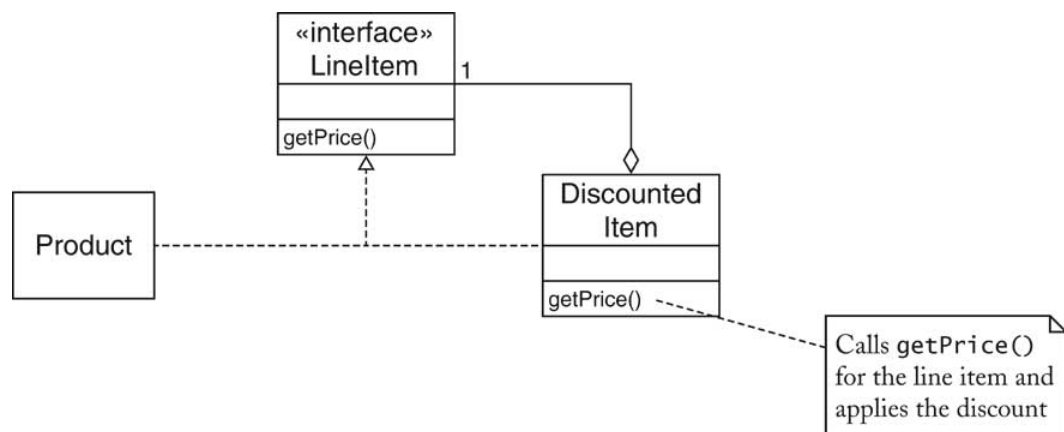 «interface»
LineItem
1
getPrice()
Product
Discounted
Item
getPrice()
Calls getPrice()
for the line item and
applies the discount